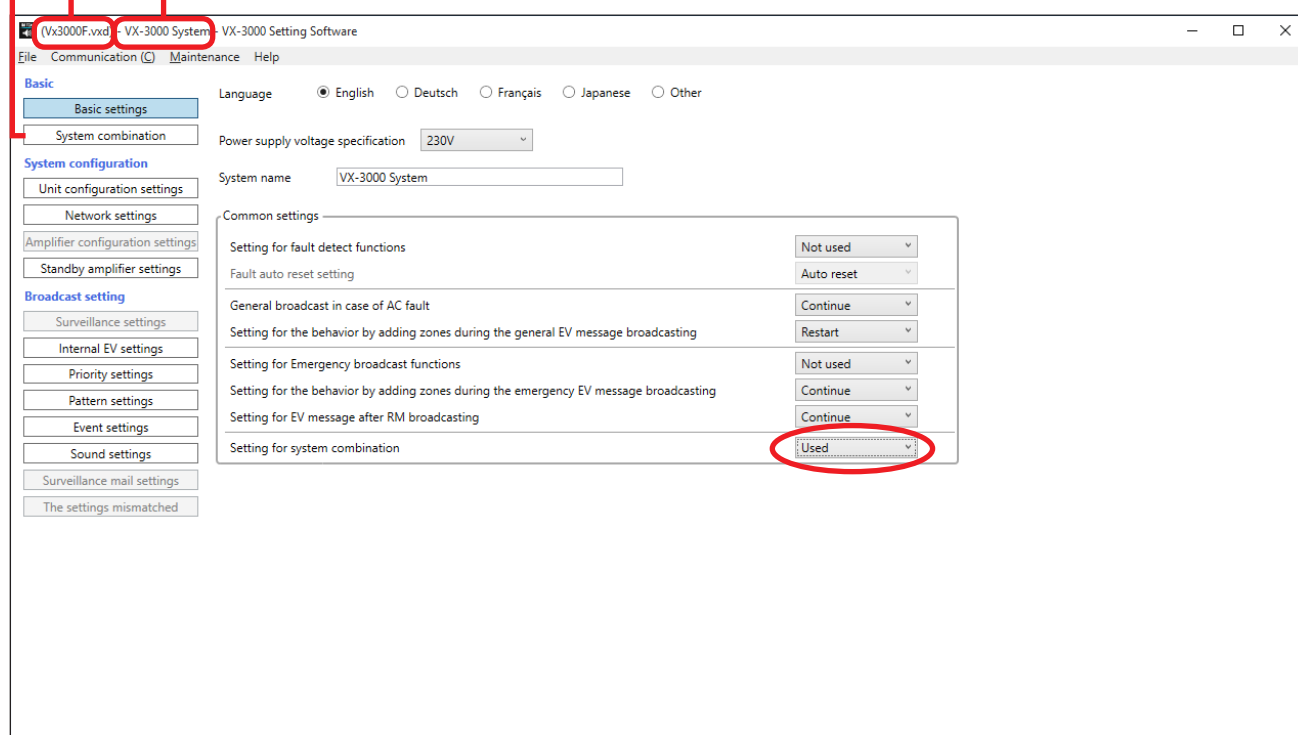 (Vx3000F.vxd) - VX-3000 System - VX-3000 Setting Software
File Communication (C) Maintenance Help
Basic
Basic settings
System combination
System configuration
Unit configuration settings
Network settings
Amplifier configuration settings
Standby amplifier settings
Broadcast setting
Surveillance settings
Internal EV settings
Priority settings
Pattern settings
Event settings
Sound settings
Surveillance mail settings
The settings mismatched
Language English Deutsch Français Japanese Other
Power supply voltage specification 230V
System name VX-3000 System
Common settings
Setting for fault detect functions Not used
Fault auto reset setting Auto reset
General broadcast in case of AC fault Continue
Setting for the behavior by adding zones during the general EV message broadcasting Restart
Setting for Emergency broadcast functions Not used
Setting for the behavior by adding zones during the emergency EV message broadcasting Continue
Setting for EV message after RM broadcasting Continue
Setting for system combination Used